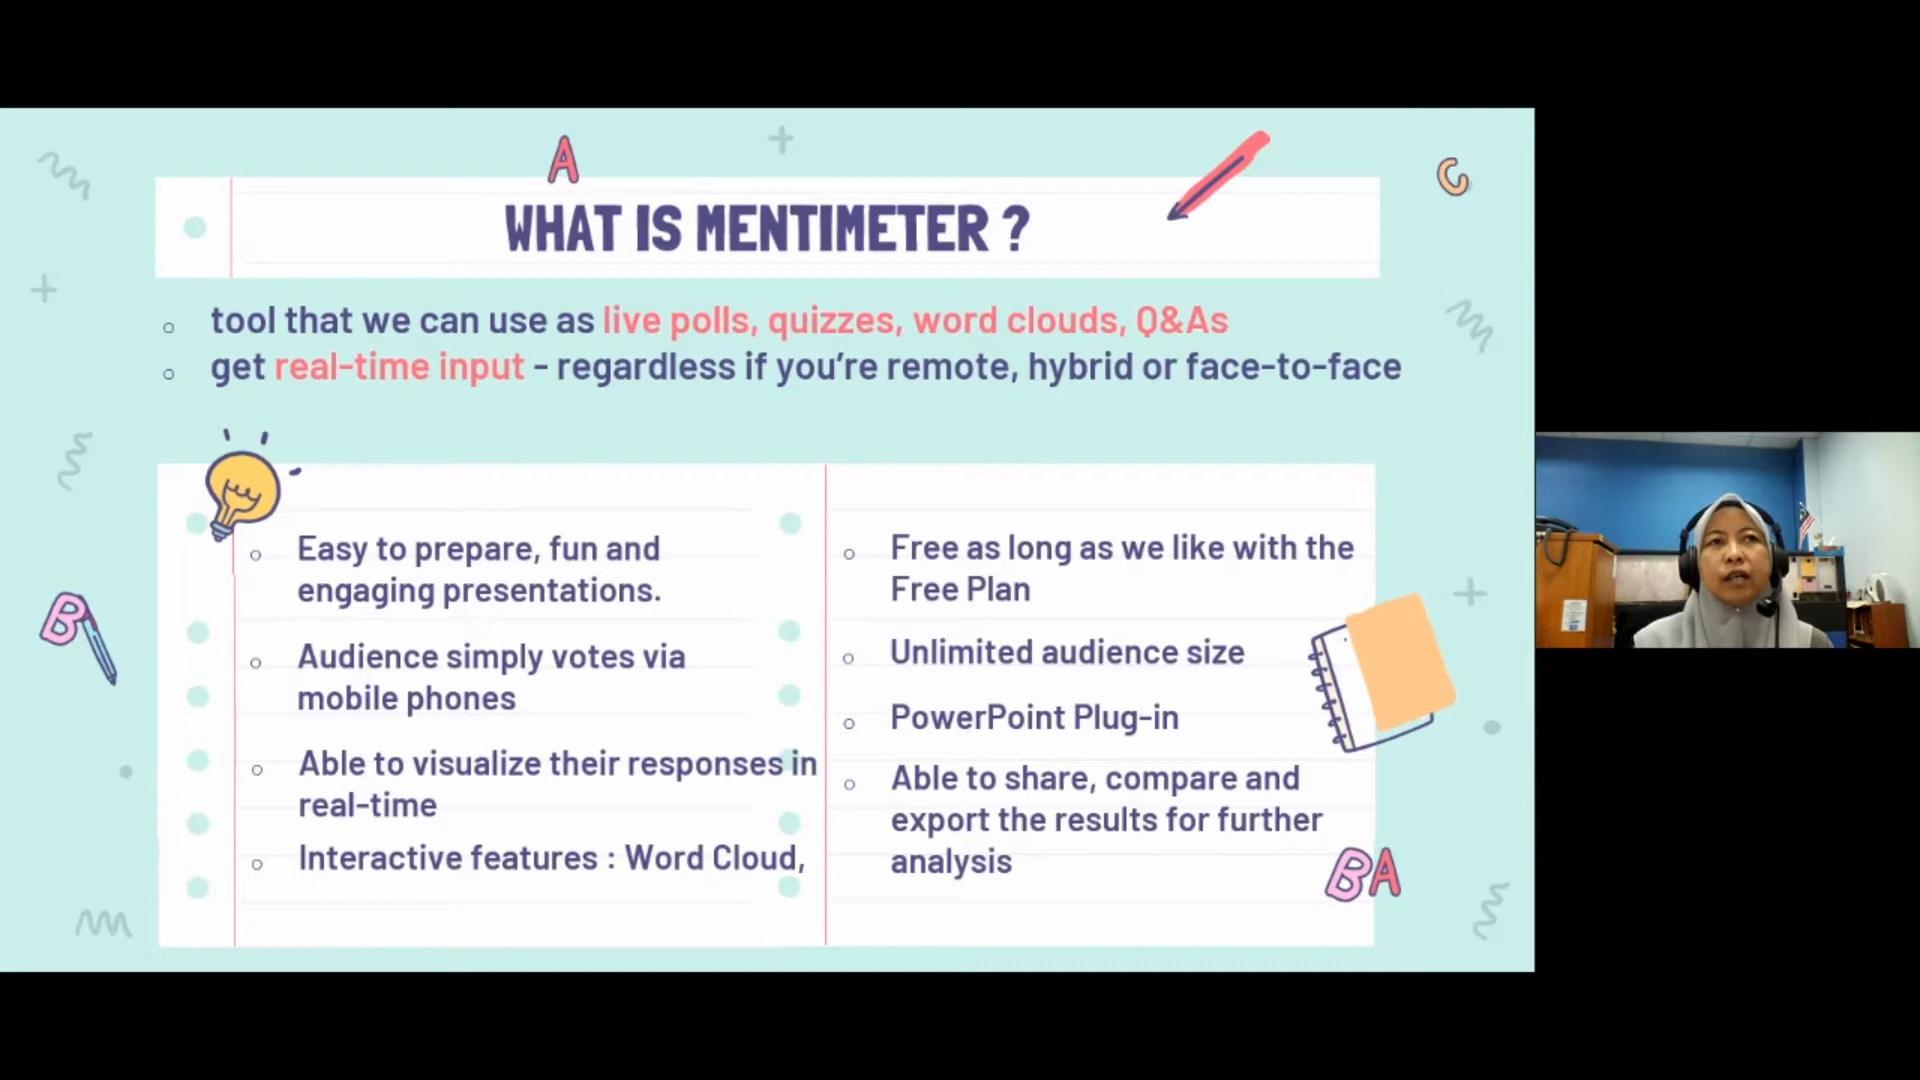 WHAT IS MENTIMETER ?
tool that we can use as live polls, quizzes, word clouds, Q&As
get real-time input - regardless if you're remote, hybrid or face-to-face
Easy to prepare, fun and
engaging presentations.
Audience simply votes via
mobile phones
Able to visualize their responses in
real-time
Interactive features : Word Cloud,
Free as long as we like with the
Free Plan
Unlimited audience size
PowerPoint Plug-in
Able to share, compare and
export the results for further
analysis
A
C
B
BA